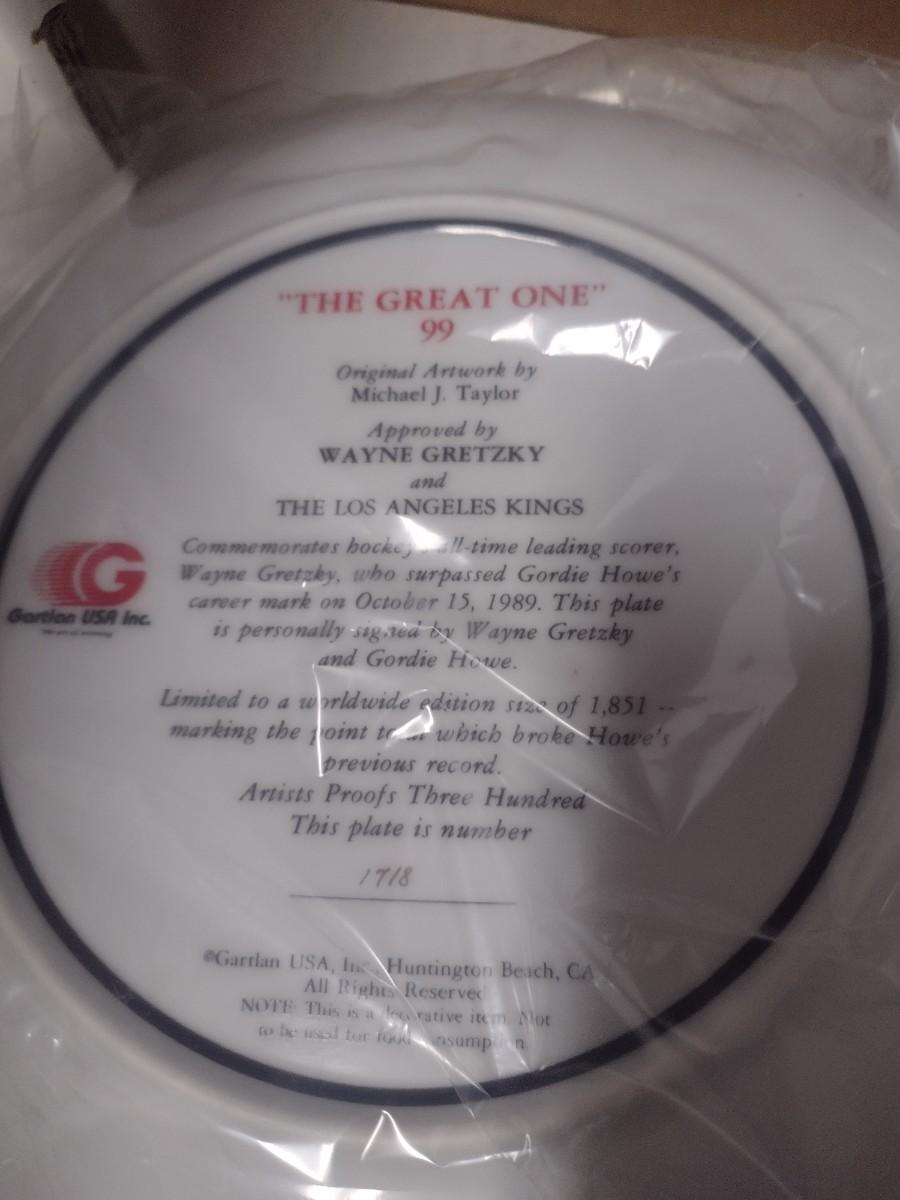 "THE GREAT ONE"
99
Original Artwork by
Michael J. Taylor
Approved by
WAYNE GRETZKY
and
THE LOS ANGELES KINGS
Commemorates hockey's all-time leading scorer,
Wayne Gretzky, who surpassed Gordie Howe's
career mark on October 15, 1989. This plate
is personally signed by Wayne Gretzky
and Gordie Howe.
G
Gartlan USA Inc.
Limited to a worldwide edition size of 1,851 --
marking the point total which broke Howe's
previous record.
Artists Proofs Three Hundred
This plate is number
1718
©Gartlan USA, Inc., Huntington Beach, CA
All Rights Reserved
NOTE: This is a decorative item. Not
to be used for food consumption.